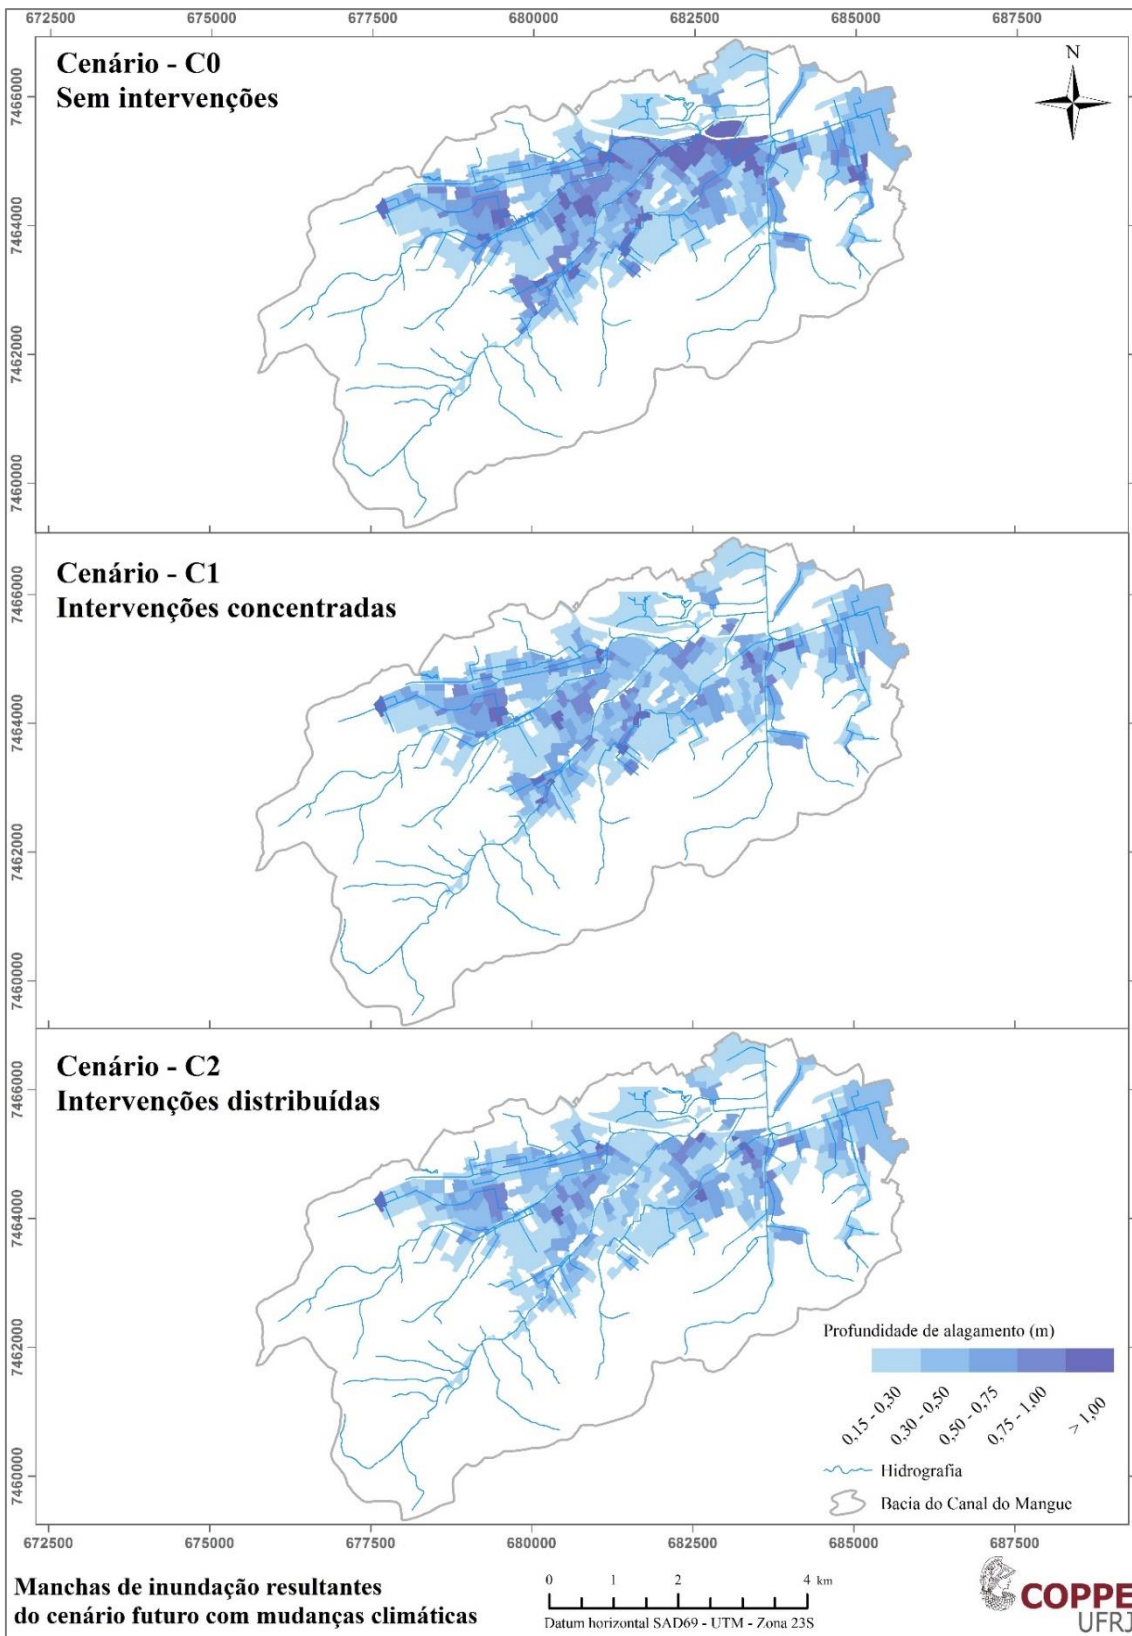 672500 675000 677500 680000 682500 685000 687500
Cenário - C0
Sem intervenções
N
7466000
7464000
7462000
7460000
Cenário - C1
Intervenções concentradas
7466000
7464000
7462000
7460000
Cenário - C2
Intervenções distribuídas
7466000
7464000
7462000
7460000
Profundidade de alagamento (m)
0,15 - 0,30
0,30 - 0,50
0,50 - 0,75
0,75 - 1,00
> 1,00
Hidrografia
Bacia do Canal do Mangue
672500 675000 677500 680000 682500 685000 687500
Manchas de inundação resultantes
do cenário futuro com mudanças climáticas
0 1 2 4 km
Datum horizontal SAD69 - UTM - Zona 23S
COPPE
UFRJ